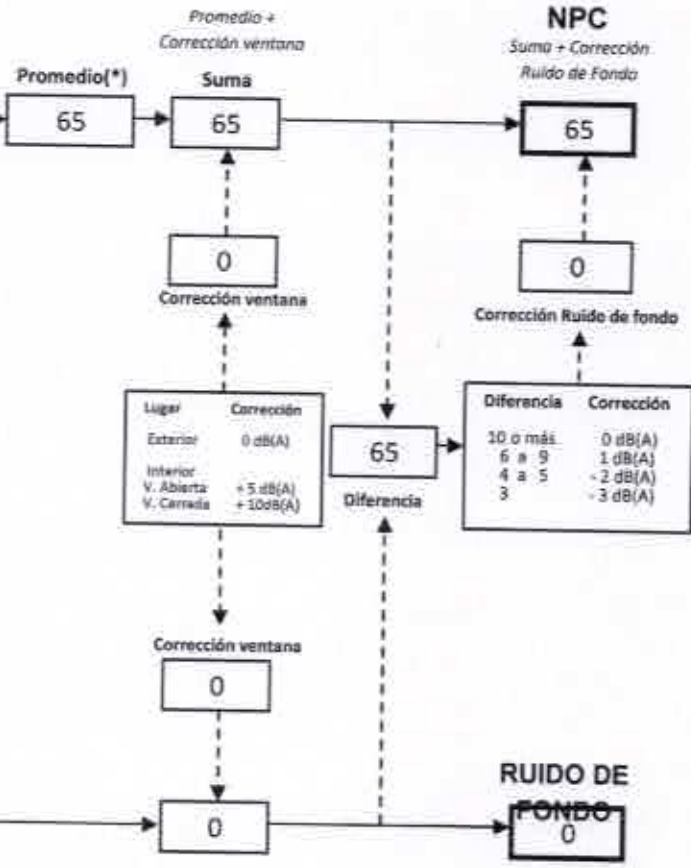 Promedio +
Corrección ventana
NPC
Suma + Corrección
Ruido de Fondo
Promedio(*)
Suma
65
65
65
0
Corrección ventana
0
Corrección Ruido de fondo
Lugar Corrección
Exterior 0 dB(A)
Interior
V. Abierta + 5 dB(A)
V. Cerrada + 10dB(A)
65
Diferencia
Diferencia Corrección
10 o más 0 dB(A)
6 a 9 1 dB(A)
4 a 5 - 2 dB(A)
3 - 3 dB(A)
Corrección ventana
0
0
RUIDO DE
FONDO
0